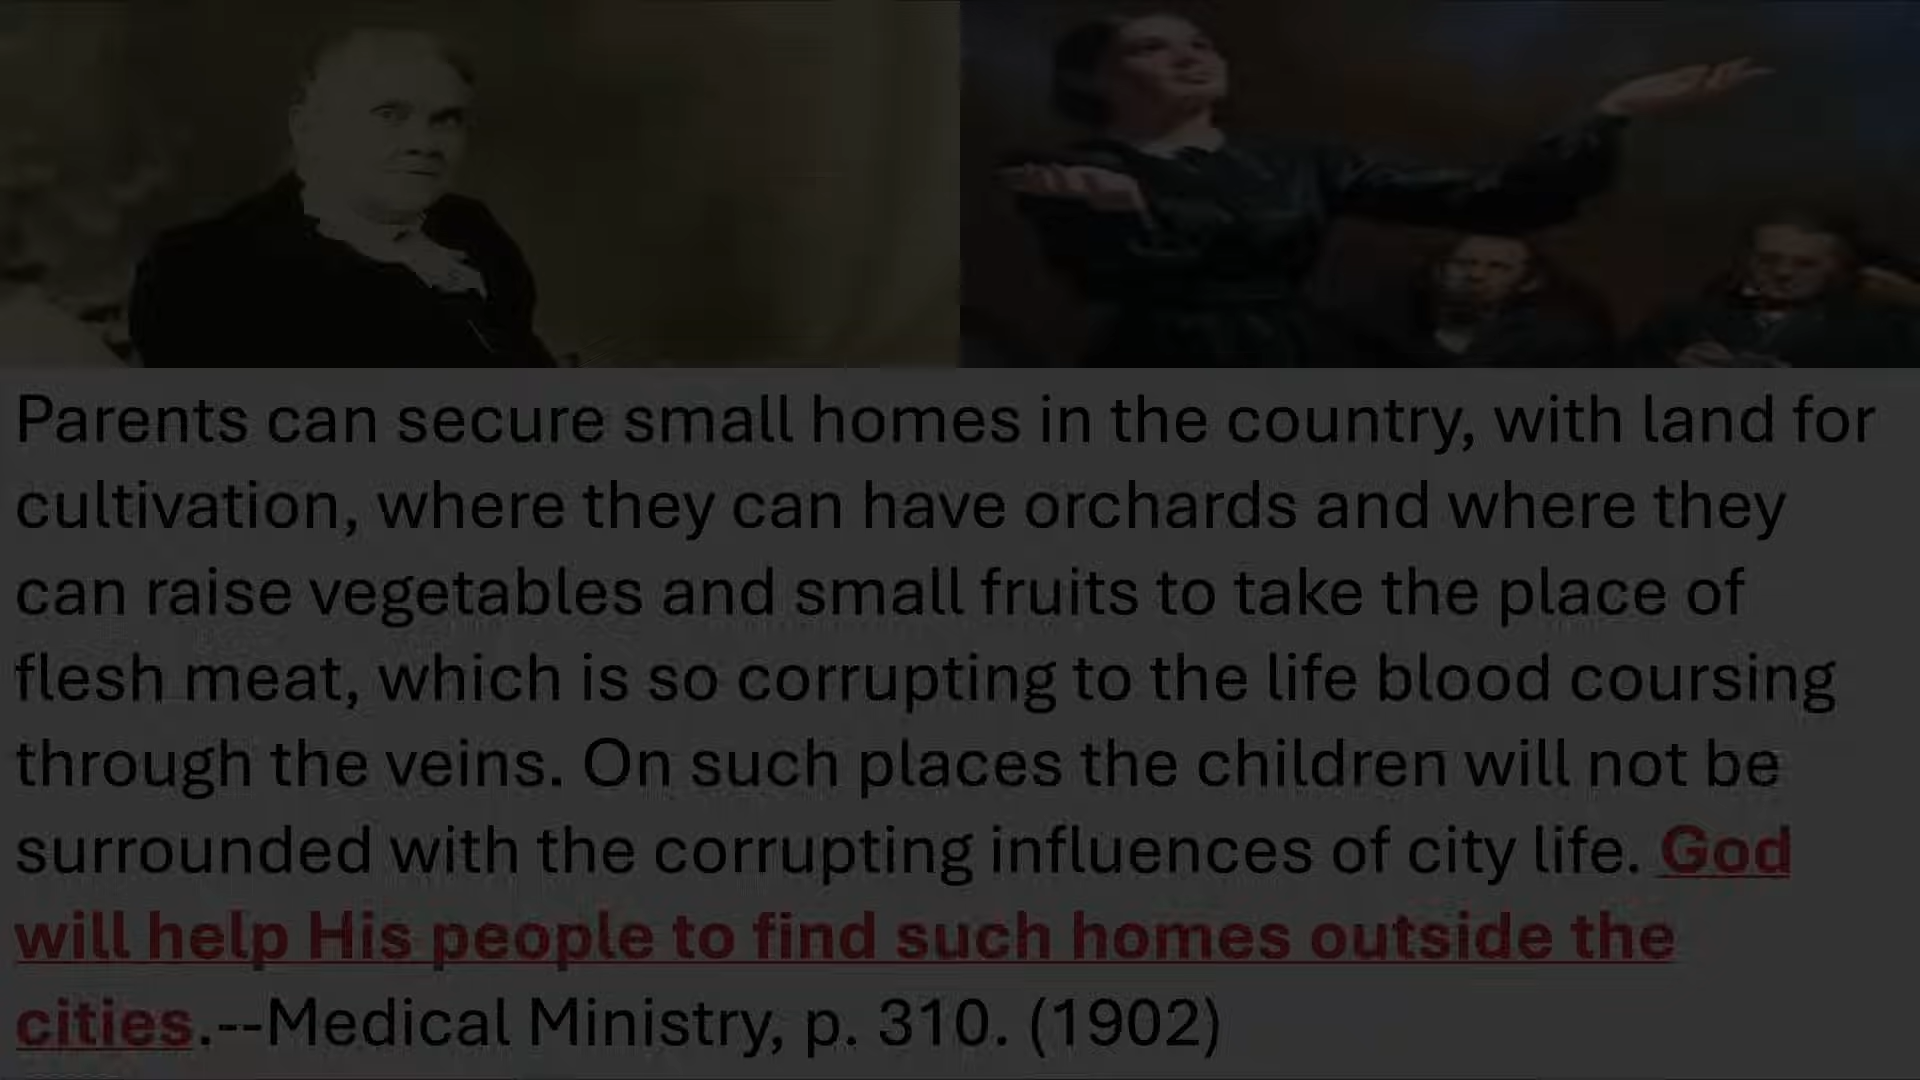 Parents can secure small homes in the country, with land for
cultivation, where they can have orchards and where they
can raise vegetables and small fruits to take the place of
flesh meat, which is so corrupting to the life blood coursing
through the veins. On such places the children will not be
surrounded with the corrupting influences of city life. God
will help His people to find such homes outside the
cities.--Medical Ministry, p. 310. (1902)